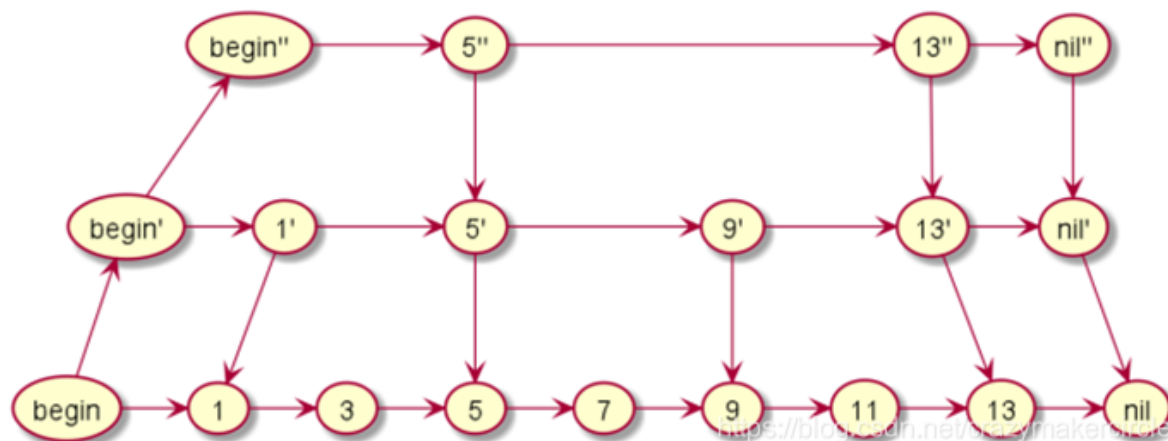 begin" 5" 13" nil"
begin' 1' 5' 9' 13' nil'
begin 1 3 5 7 9 11 13 nil
https://blog.csdn.net/crazymakercircle